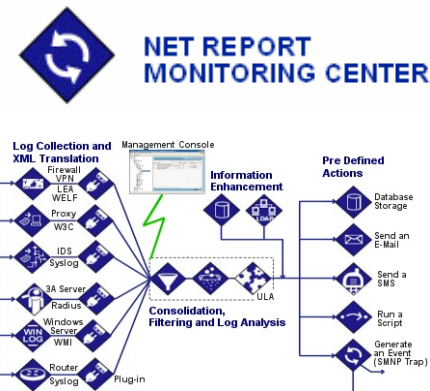 NET REPORT
MONITORING CENTER
Log Collection and
XML Translation
Management Console
Information
Enhancement
Pre Defined
Actions
Firewall
VPN
LEA
WELF
Proxy
W3C
IDS
Syslog
3A Server
Radius
WIN
LOG
Windows
Server
WMI
Router
Syslog
Plug-in
LDAP
ULA
Consolidation,
Filtering and Log Analysis
Database
Storage
Send an
E-Mail
Send a
SMS
Run a
Script
Generate
an Event
(SMNP Trap)